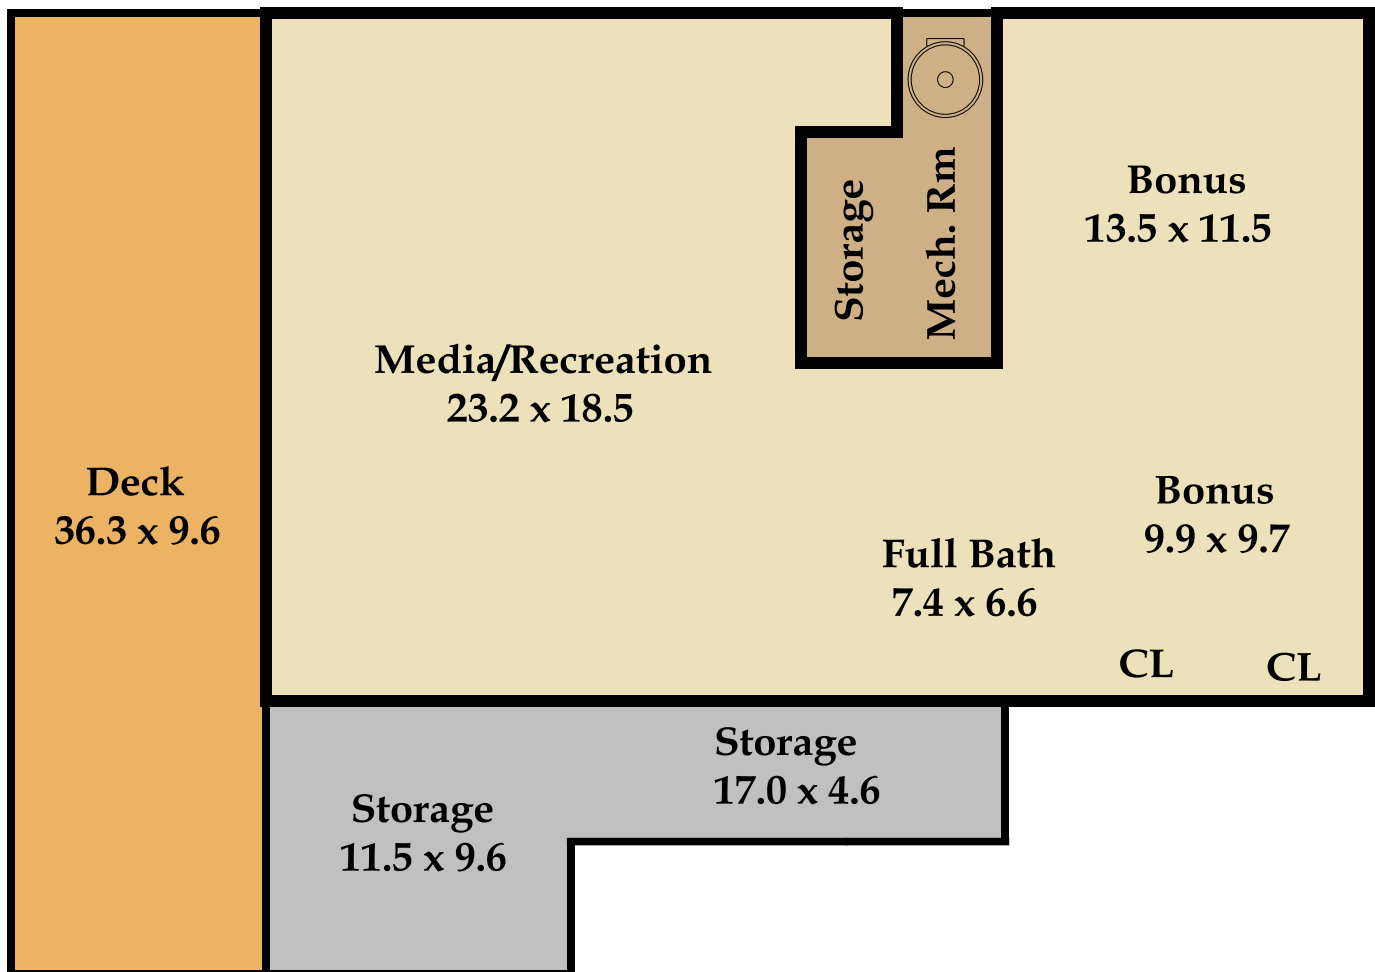 Bonus
13.5 x 11.5
Storage
Mech. Rm
Media/Recreation
23.2 x 18.5
Deck
36.3 x 9.6
Bonus
9.9 x 9.7
Full Bath
7.4 x 6.6
CL
CL
Storage
17.0 x 4.6
Storage
11.5 x 9.6